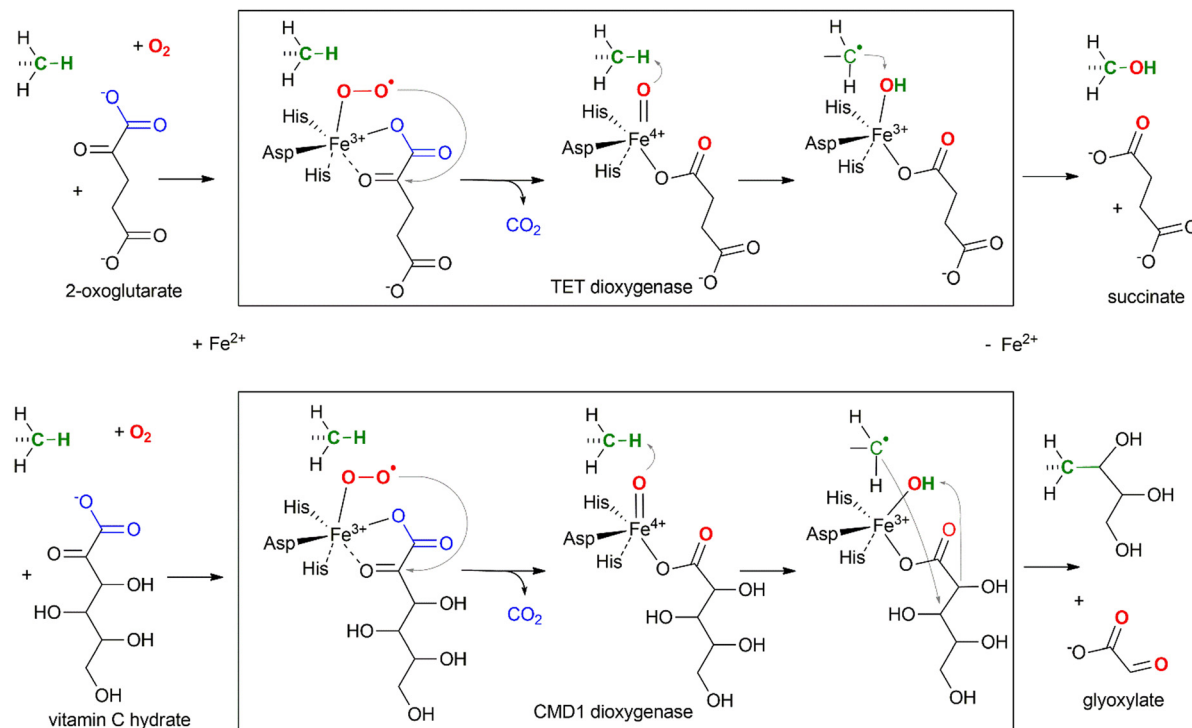 H
C-H
H
+ O₂
⁻O
O
O
+
O
⁻O
2-oxoglutarate
H
C-H
H
O-O•
His
Fe³⁺
Asp
His
O
O
O
O
⁻O
CO₂
H
C-H
H
O
His
Fe⁴⁺
Asp
His
O
O
O
⁻O
TET dioxygenase
H
C•
H
OH
His
Fe³⁺
Asp
His
O
O
O
⁻O
H
C-OH
H
O
⁻O
+
O
⁻O
succinate
+ Fe²⁺
- Fe²⁺
H
C-H
H
+ O₂
⁻O
O
O
+
OH
HO
OH
OH
vitamin C hydrate
H
C-H
H
O-O•
His
Fe³⁺
Asp
His
O
O
O
OH
HO
OH
OH
CO₂
H
C-H
H
O
His
Fe⁴⁺
Asp
His
O
O
OH
HO
OH
OH
CMD1 dioxygenase
H
C•
H
OH
His
Fe³⁺
Asp
His
O
O
OH
HO
OH
OH
H
OH
C
H
OH
OH
+
O
⁻O
O
glyoxylate